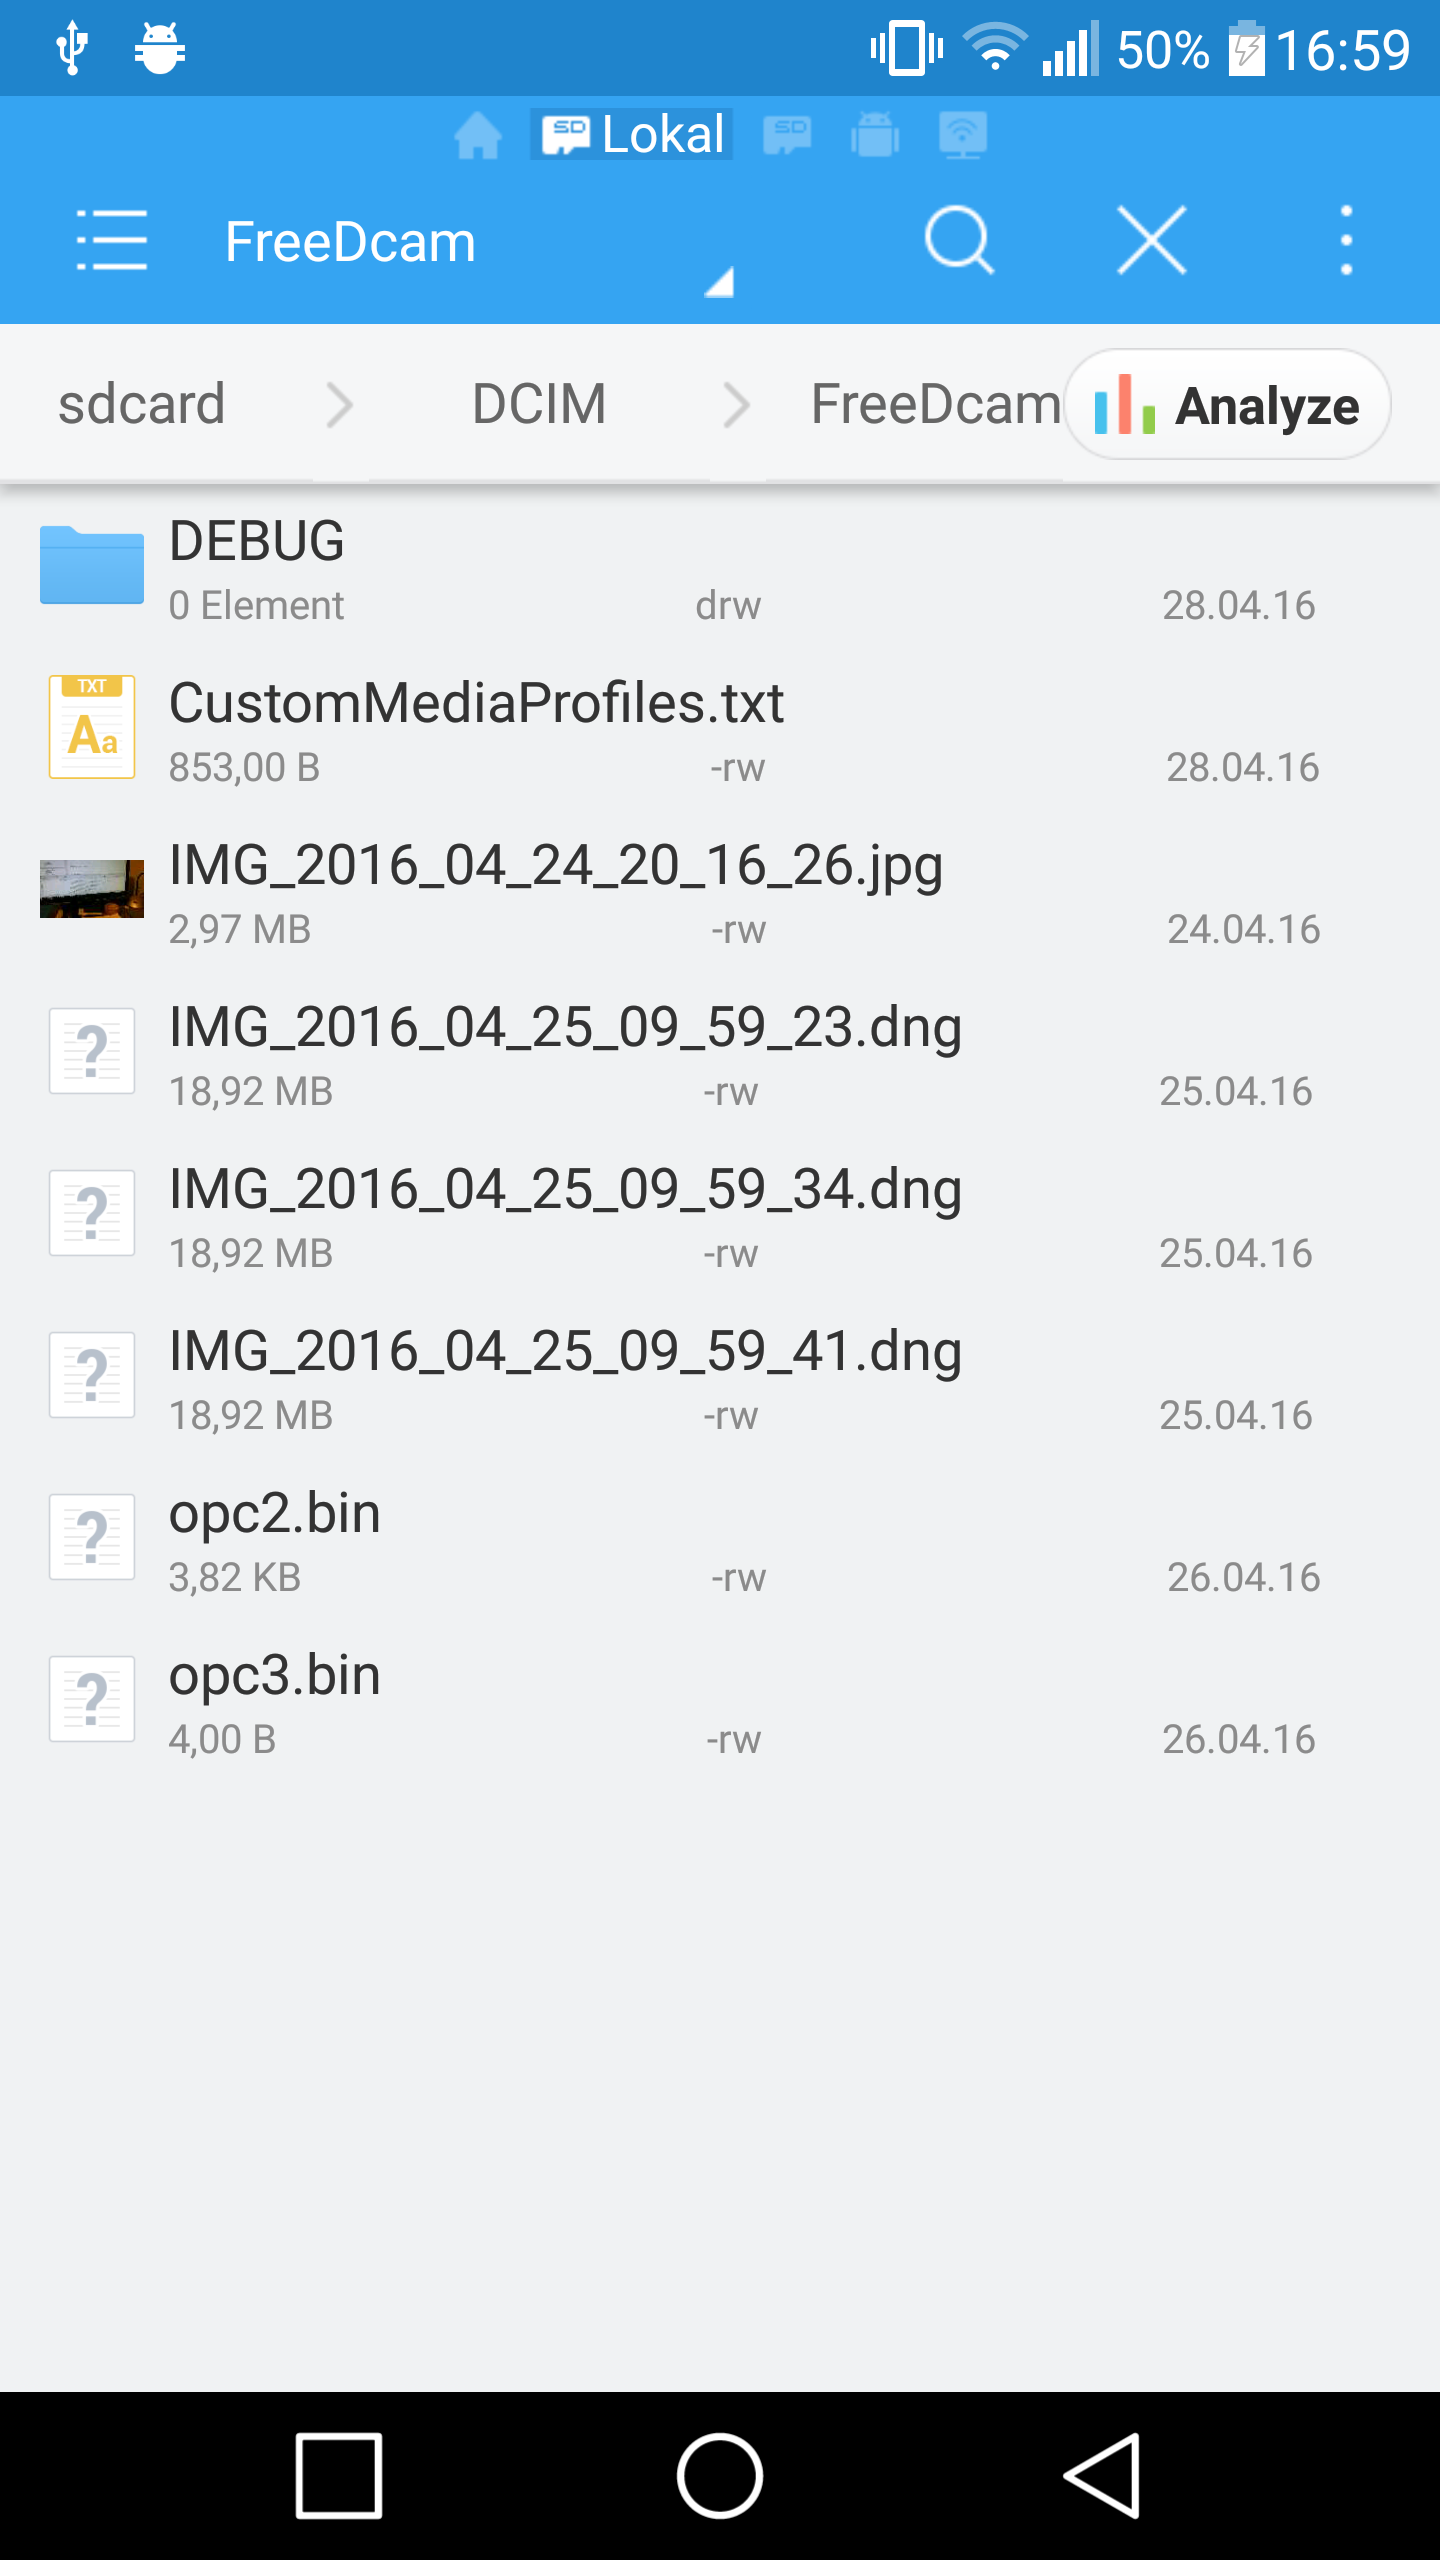 50% 16:59
SD Lokal SD
FreeDcam
sdcard DCIM FreeDcam Analyze
DEBUG
0 Element drw 28.04.16
TXT Aa
CustomMediaProfiles.txt
853,00 B -rw 28.04.16
IMG_2016_04_24_20_16_26.jpg
2,97 MB -rw 24.04.16
? IMG_2016_04_25_09_59_23.dng
18,92 MB -rw 25.04.16
? IMG_2016_04_25_09_59_34.dng
18,92 MB -rw 25.04.16
? IMG_2016_04_25_09_59_41.dng
18,92 MB -rw 25.04.16
? opc2.bin
3,82 KB -rw 26.04.16
? opc3.bin
4,00 B -rw 26.04.16